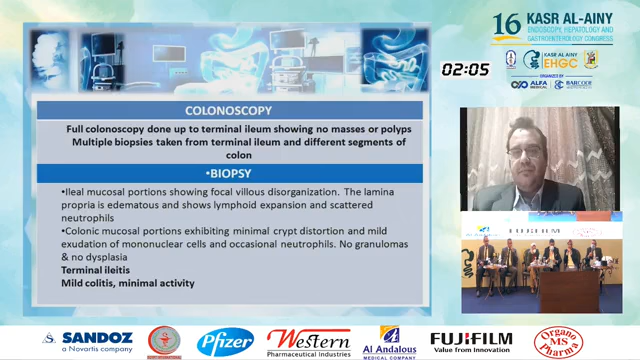 16 KASR AL-AINY
ENDOSCOPY, HEPATOLOGY AND
GASTROENTEROLOGY CONGRESS
KASR AL-AINY
EHGC
ORGANIZED BY
ALFA MEDICAL
BARCODE
02:05
COLONOSCOPY
Full colonoscopy done up to terminal ileum showing no masses or polyps
Multiple biopsies taken from terminal ileum and different segments of
colon
•BIOPSY
•Ileal mucosal portions showing focal villous disorganization. The lamina
propria is edematous and shows lymphoid expansion and scattered
neutrophils
•Colonic mucosal portions exhibiting minimal crypt distortion and mild
exudation of mononuclear cells and occasional neutrophils. No granulomas
& no dysplasia
Terminal ileitis
Mild colitis, minimal activity
SANDOZ
a Novartis company
Pfizer
Western
Pharmaceutical Industries
Al Andalous
MEDICAL COMPANY
FUJIFILM
Value from Innovation
Organo
MS
Pharma